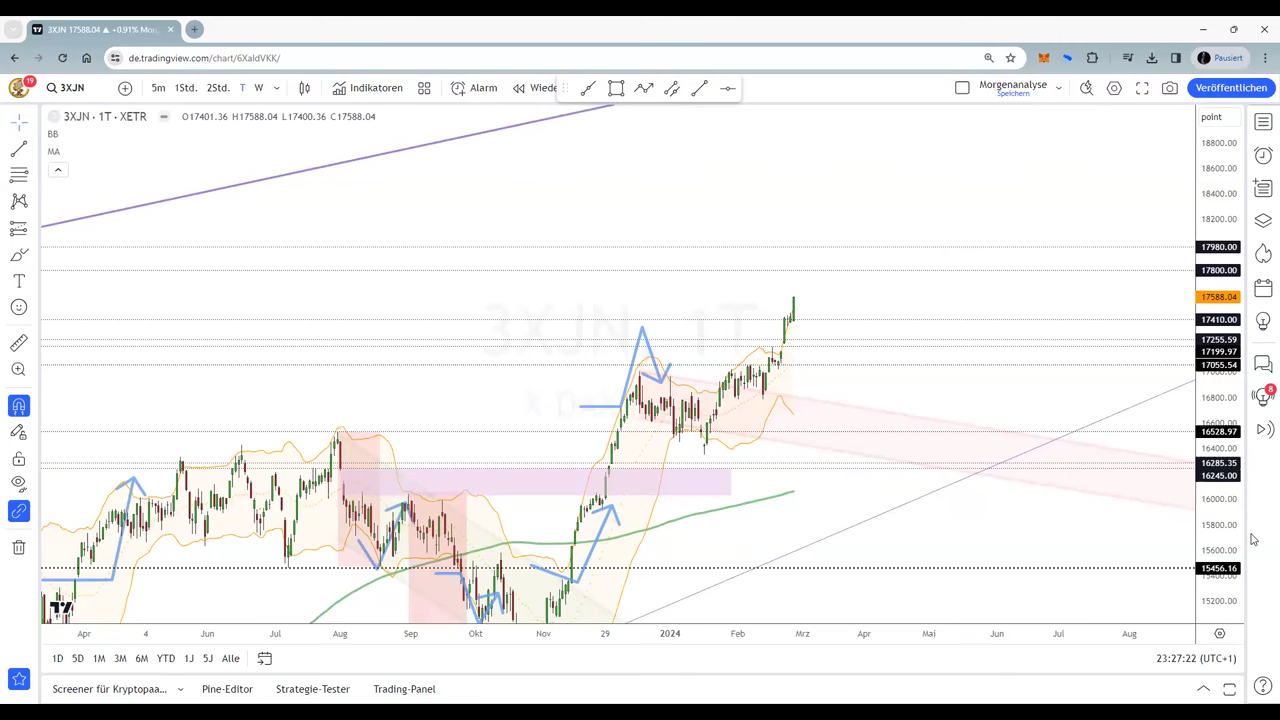 3XJN 17588.04 ▲ +0.91% Mor
de.tradingview.com/chart/6XaldVKK/
Pausiert
19
3XJN
5m 1Std. 2Std. T W
Indikatoren
Alarm
Wiede
Morgenanalyse
Speichern
Veröffentlichen
3XJN · 1T · XETR O17401.36 H17588.04 L17400.36 C17588.04
BB
MA
point
18800.00
18600.00
18400.00
18200.00
17980.00
17800.00
17588.04
17410.00
17255.59
17199.97
17055.54
16800.00
16528.97
16400.00
16285.35
16245.00
16000.00
15800.00
15600.00
15456.16
15200.00
3XJN · 1T
8
Apr 4 Jun Jul Aug Sep Okt Nov 29 2024 Feb Mrz Apr Mai Jun Jul Aug
1D 5D 1M 3M 6M YTD 1J 5J Alle
23:27:22 (UTC+1)
Screener für Kryptopaa...
Pine-Editor
Strategie-Tester
Trading-Panel